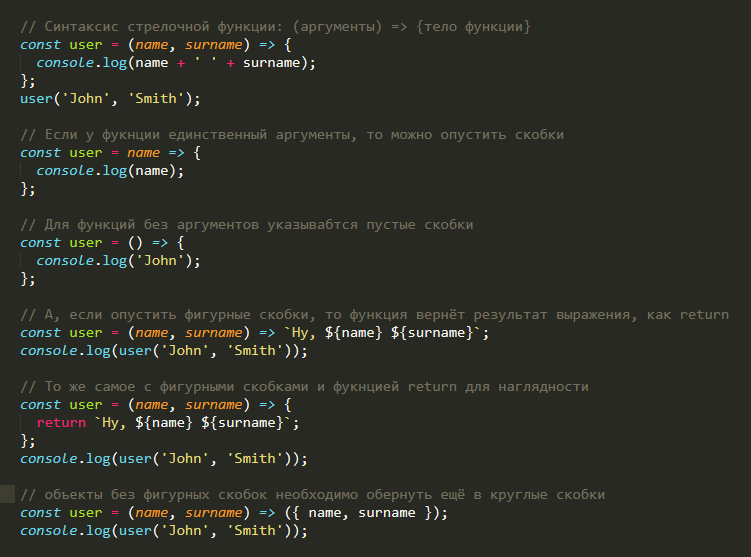 // Синтаксис стрелочной функции: (аргументы) => {тело функции}
const user = (name, surname) => {
  console.log(name + ' ' + surname);
};
user('John', 'Smith');

// Если у фукнции единственный аргументы, то можно опустить скобки
const user = name => {
  console.log(name);
};

// Для функций без аргументов указывабтся пустые скобки
const user = () => {
  console.log('John');
};

// А, если опустить фигурные скобки, то функция вернёт результат выражения, как return
const user = (name, surname) => `Hy, ${name} ${surname}`;
console.log(user('John', 'Smith'));

// То же самое с фигурными скобками и фукнцией return для наглядности
const user = (name, surname) => {
  return `Hy, ${name} ${surname}`;
};
console.log(user('John', 'Smith'));

// объекты без фигурных скобок необходимо обернуть ещё в круглые скобки
const user = (name, surname) => ({ name, surname });
console.log(user('John', 'Smith'));